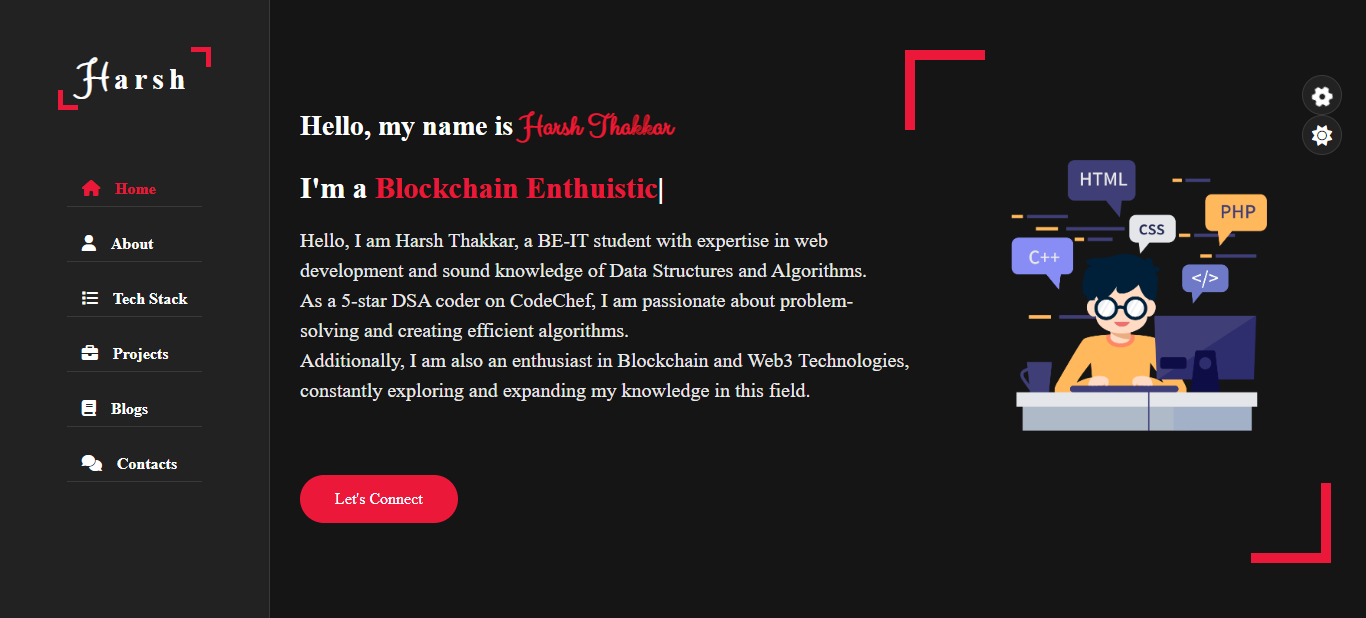 Harsh
Home
About
Tech Stack
Projects
Blogs
Contacts
Hello, my name is Harsh Thakkar
I'm a Blockchain Enthuistic|
Hello, I am Harsh Thakkar, a BE-IT student with expertise in web
development and sound knowledge of Data Structures and Algorithms.
As a 5-star DSA coder on CodeChef, I am passionate about problem-
solving and creating efficient algorithms.
Additionally, I am also an enthusiast in Blockchain and Web3 Technologies,
constantly exploring and expanding my knowledge in this field.
Let's Connect
HTML
PHP
CSS
C++
</>